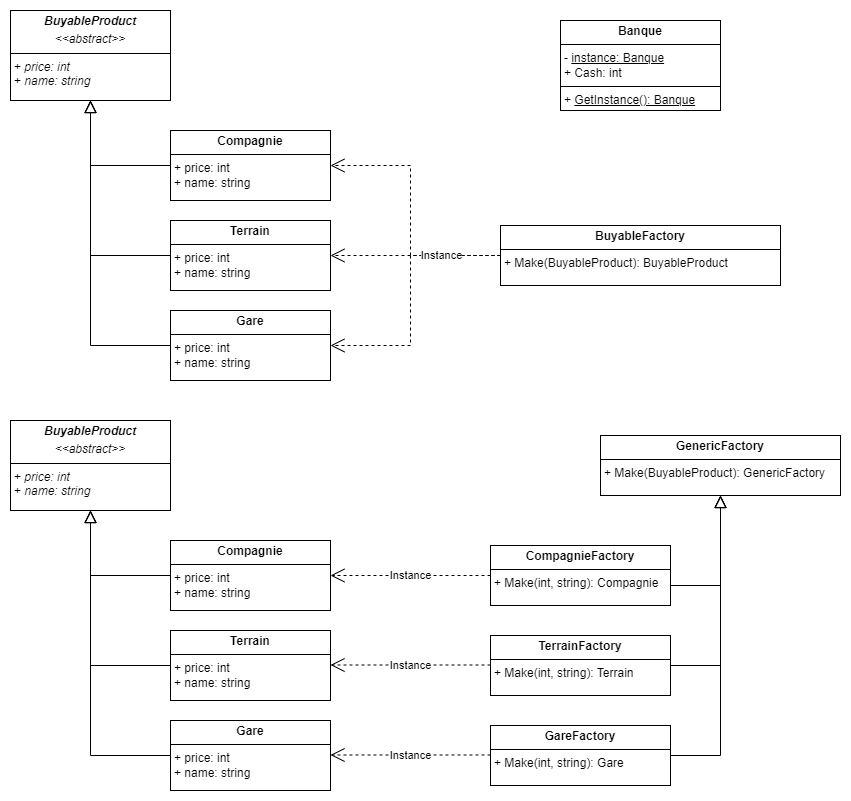 BuyableProduct
<<abstract>>
+ price: int
+ name: string
Banque
- instance: Banque
+ Cash: int
+ GetInstance(): Banque
Compagnie
+ price: int
+ name: string
Terrain
+ price: int
+ name: string
Instance
BuyableFactory
+ Make(BuyableProduct): BuyableProduct
Gare
+ price: int
+ name: string
BuyableProduct
<<abstract>>
+ price: int
+ name: string
GenericFactory
+ Make(BuyableProduct): GenericFactory
Compagnie
+ price: int
+ name: string
Instance
CompagnieFactory
+ Make(int, string): Compagnie
Terrain
+ price: int
+ name: string
Instance
TerrainFactory
+ Make(int, string): Terrain
Gare
+ price: int
+ name: string
Instance
GareFactory
+ Make(int, string): Gare